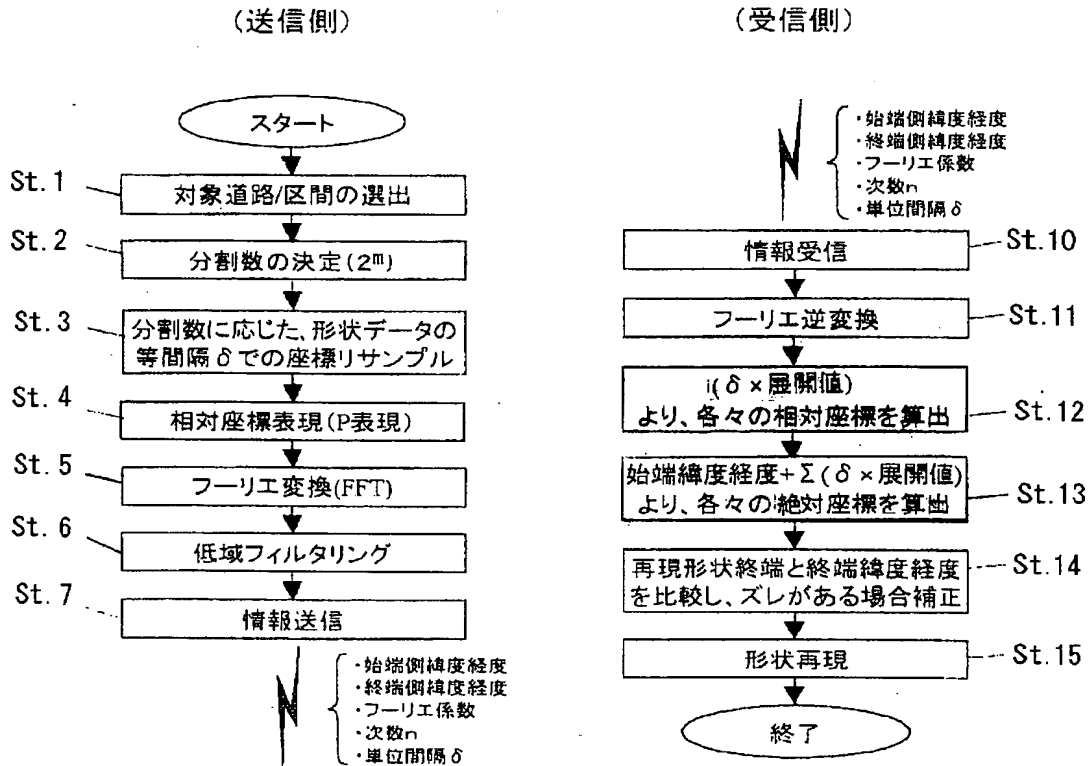 (送信側)
スタート
St.1
対象道路/区間の選出
St.2
分割数の決定(2ᵐ)
St.3
分割数に応じた、形状データの
等間隔δでの座標リサンプル
St.4
相対座標表現(P表現)
St.5
フーリエ変換(FFT)
St.6
低域フィルタリング
St.7
情報送信
・始端側緯度経度
・終端側緯度経度
・フーリエ係数
・次数n
・単位間隔δ
(受信側)
・始端側緯度経度
・終端側緯度経度
・フーリエ係数
・次数n
・単位間隔δ
情報受信
St.10
フーリエ逆変換
St.11
i(δ×展開値)
より、各々の相対座標を算出
St.12
始端緯度経度+Σ(δ×展開値)
より、各々の絶対座標を算出
St.13
再現形状終端と終端緯度経度
を比較し、ズレがある場合補正
St.14
形状再現
St.15
終了